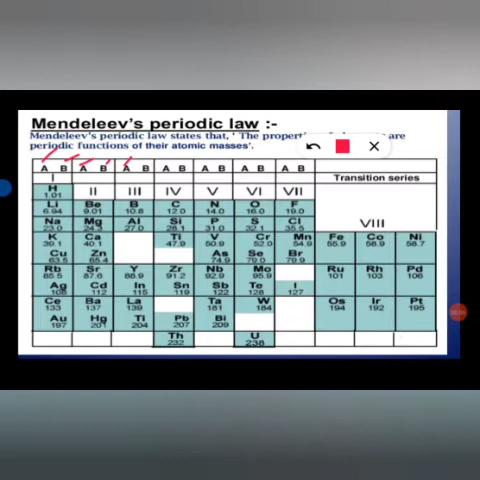 Mendeleev's periodic law :-
Mendeleev's periodic law states that, ' The are
periodic functions of their atomic masses'.
A B A B A B A B A B A B A B
Transition series
I II III IV V VI VII VIII
H
1.01
Li Be B C N O F
6.94 9.01 10.8 12.0 14.0 16.0 19.0
Na Mg Al Si P S Cl
23.0 24.3 27.0 28.1 31.0 32.1 35.5
K Ca Ti V Cr Mn Fe Co Ni
39.1 40.1 47.9 50.9 52.0 54.9 55.9 58.9 58.7
Cu Zn As Se Br
63.5 65.4 74.9 79.0 79.9
Rb Sr Y Zr Nb Mo Ru Rh Pd
85.5 87.6 88.9 91.2 92.9 95.9 101 103 106
Ag Cd In Sn Sb Te I
108 112 115 119 122 128 127
Ce Ba La Ta W Os Ir Pt
133 137 139 181 184 194 192 195
Au Hg Ti Pb Bi
197 201 204 207 209
Th U
232 238